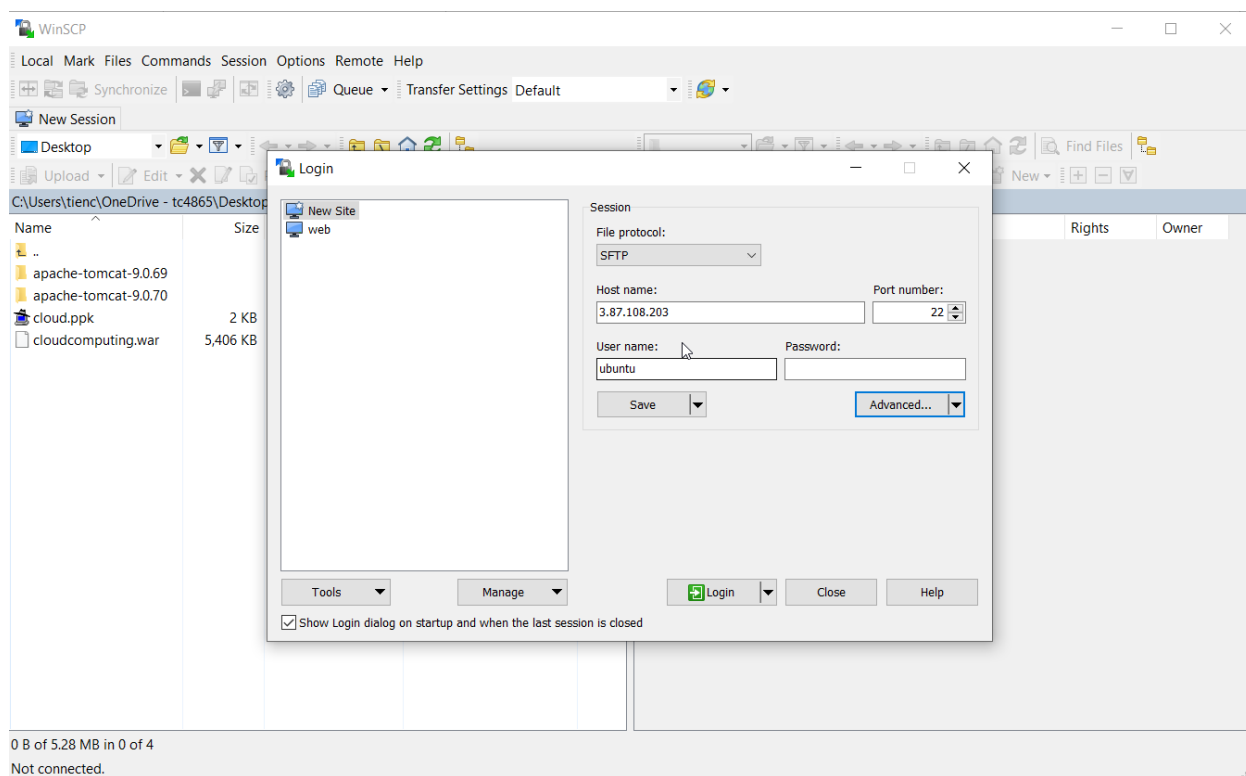 WinSCP
Local Mark Files Commands Session Options Remote Help
Synchronize Queue Transfer Settings Default
New Session
Desktop Find Files
Upload Edit New
C:\Users\tienc\OneDrive - tc4865\Desktop
Name Size Rights Owner
..
apache-tomcat-9.0.69
apache-tomcat-9.0.70
cloud.ppk 2 KB
cloudcomputing.war 5,406 KB
Login
New Site
web
Session
File protocol:
SFTP
Host name: Port number:
3.87.108.203 22
User name: Password:
ubuntu
Save Advanced...
Tools Manage Login Close Help
Show Login dialog on startup and when the last session is closed
0 B of 5.28 MB in 0 of 4
Not connected.